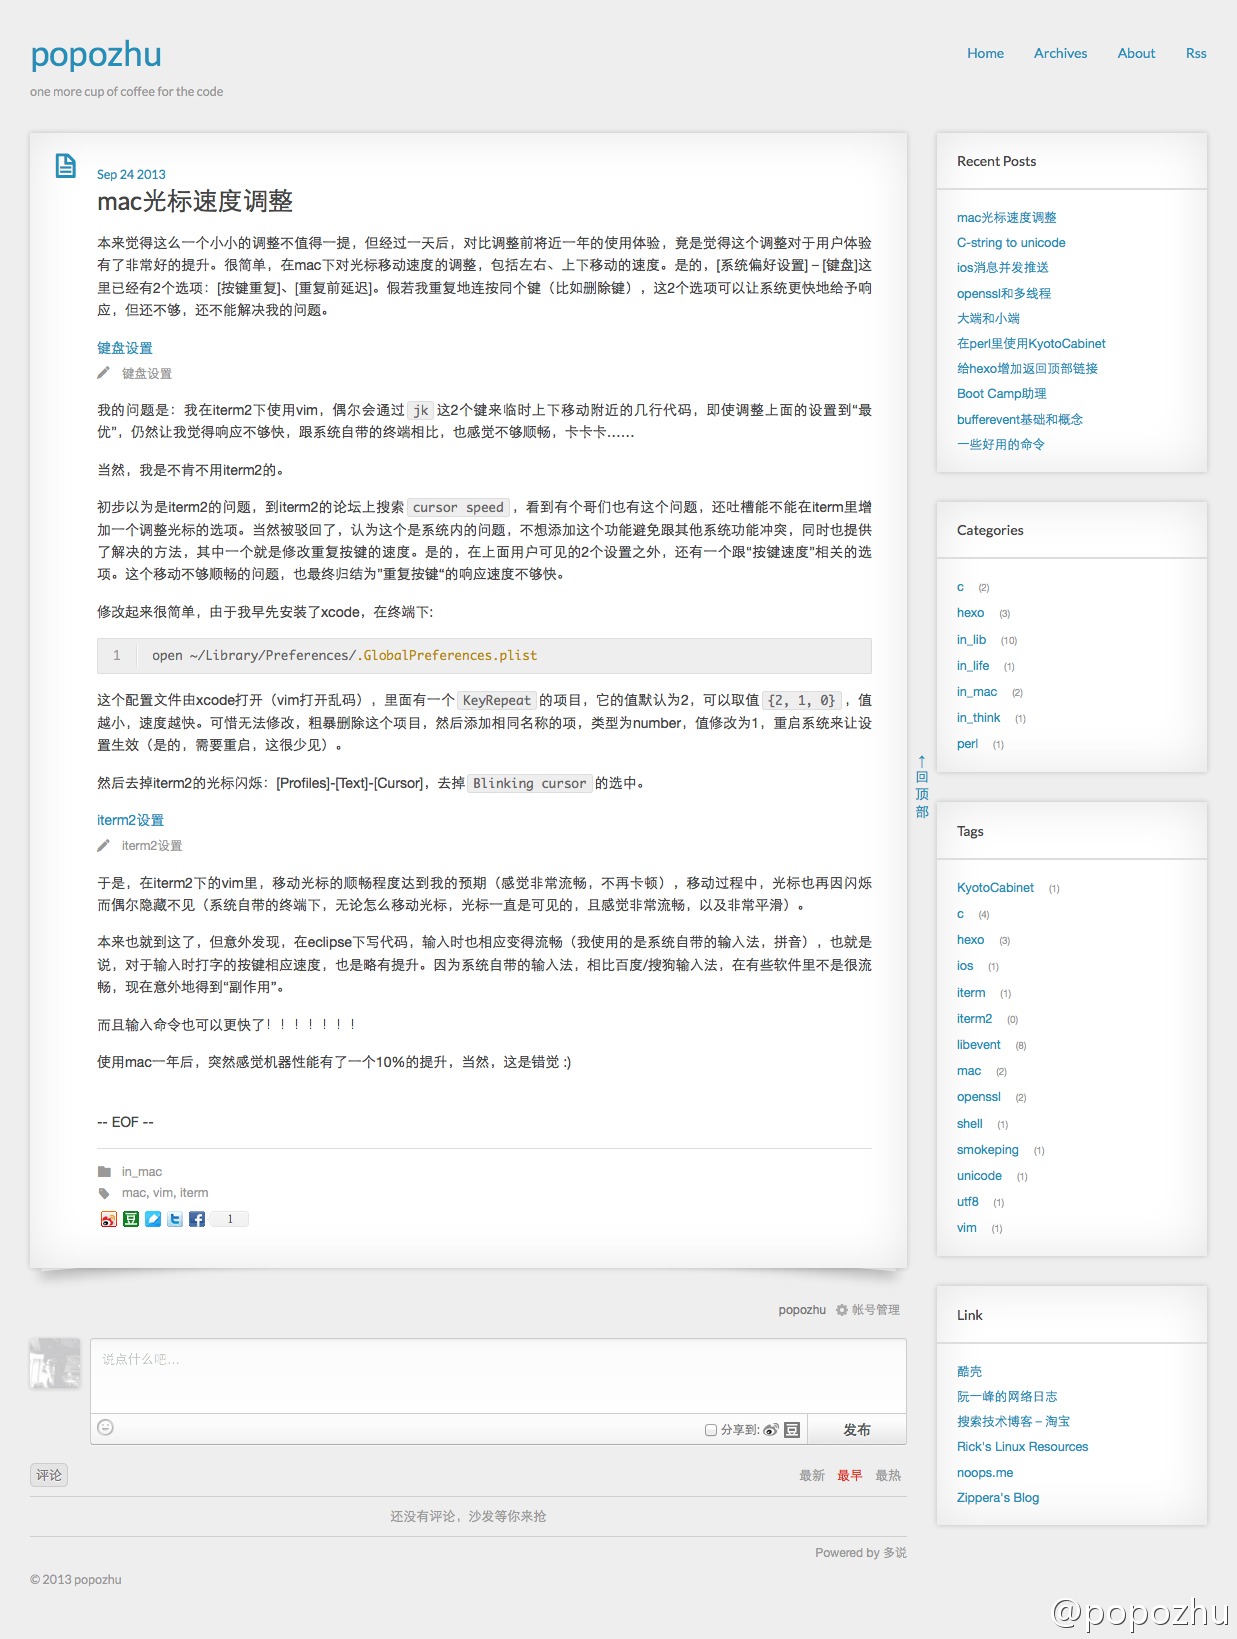 popozhu
one more cup of coffee for the code
Home Archives About Rss
Sep 24 2013
mac光标速度调整
本来觉得这么一个小小的调整不值得一提，但经过一天后，对比调整前将近一年的使用体验，竟是觉得这个调整对于用户体验
有了非常好的提升。很简单，在mac下对光标移动速度的调整，包括左右、上下移动的速度。是的，[系统偏好设置] – [键盘]这
里已经有2个选项：[按键重复]、[重复前延迟]。假若我重复地连按同个键（比如删除键），这2个选项可以让系统更快地给予响
应，但还不够，还不能解决我的问题。
键盘设置
键盘设置
我的问题是：我在iterm2下使用vim，偶尔会通过 jk 这2个键来临时上下移动附近的几行代码，即使调整上面的设置到“最
优”，仍然让我觉得响应不够快，跟系统自带的终端相比，也感觉不够顺畅，卡卡卡……
当然，我是不肯不用iterm2的。
初步以为是iterm2的问题，到iterm2的论坛上搜索 cursor speed ，看到有个哥们也有这个问题，还吐槽能不能在iterm里增
加一个调整光标的选项。当然被驳回了，认为这个是系统内的问题，不想添加这个功能避免跟其他系统功能冲突，同时也提供
了解决的方法，其中一个就是修改重复按键的速度。是的，在上面用户可见的2个设置之外，还有一个跟“按键速度”相关的选
项。这个移动不够顺畅的问题，也最终归结为”重复按键“的响应速度不够快。
修改起来很简单，由于我早先安装了xcode，在终端下:
1 open ~/Library/Preferences/.GlobalPreferences.plist
这个配置文件由xcode打开（vim打开乱码），里面有一个 KeyRepeat 的项目，它的值默认为2，可以取值 {2, 1, 0} ，值
越小，速度越快。可惜无法修改，粗暴删除这个项目，然后添加相同名称的项，类型为number，值修改为1，重启系统来让设
置生效（是的，需要重启，这很少见）。
然后去掉iterm2的光标闪烁：[Profiles]-[Text]-[Cursor]，去掉 Blinking cursor 的选中。
iterm2设置
iterm2设置
于是，在iterm2下的vim里，移动光标的顺畅程度达到我的预期（感觉非常流畅，不再卡顿），移动过程中，光标也再因闪烁
而偶尔隐藏不见（系统自带的终端下，无论怎么移动光标，光标一直是可见的，且感觉非常流畅，以及非常平滑）。
本来也就到这了，但意外发现，在eclipse下写代码，输入时也相应变得流畅（我使用的是系统自带的输入法，拼音），也就是
说，对于输入时打字的按键相应速度，也是略有提升。因为系统自带的输入法，相比百度/搜狗输入法，在有些软件里不是很流
畅，现在意外地得到“副作用”。
而且输入命令也可以更快了！！！！！！！
使用mac一年后，突然感觉机器性能有了一个10%的提升，当然，这是错觉 :)
-- EOF --
in_mac
mac, vim, iterm
豆 t f 1
↑
回
顶
部
Recent Posts
mac光标速度调整
C-string to unicode
ios消息并发推送
openssl和多线程
大端和小端
在perl里使用KyotoCabinet
给hexo增加返回顶部链接
Boot Camp助理
bufferevent基础和概念
一些好用的命令
Categories
c (2)
hexo (3)
in_lib (10)
in_life (1)
in_mac (2)
in_think (1)
perl (1)
Tags
KyotoCabinet (1)
c (4)
hexo (3)
ios (1)
iterm (1)
iterm2 (0)
libevent (8)
mac (2)
openssl (2)
shell (1)
smokeping (1)
unicode (1)
utf8 (1)
vim (1)
Link
酷壳
阮一峰的网络日志
搜索技术博客 – 淘宝
Rick's Linux Resources
noops.me
Zippera's Blog
popozhu 帐号管理
说点什么吧...
分享到: 豆 发布
评论 最新 最早 最热
还没有评论，沙发等你来抢
Powered by 多说
© 2013 popozhu
@popozhu